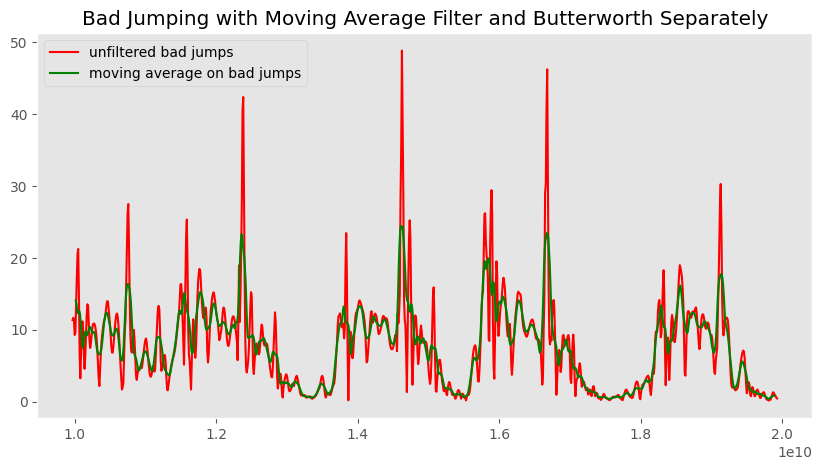 Bad Jumping with Moving Average Filter and Butterworth Separately
unfiltered bad jumps
moving average on bad jumps
50
40
30
20
10
0
1.0 1.2 1.4 1.6 1.8 2.0
1e10